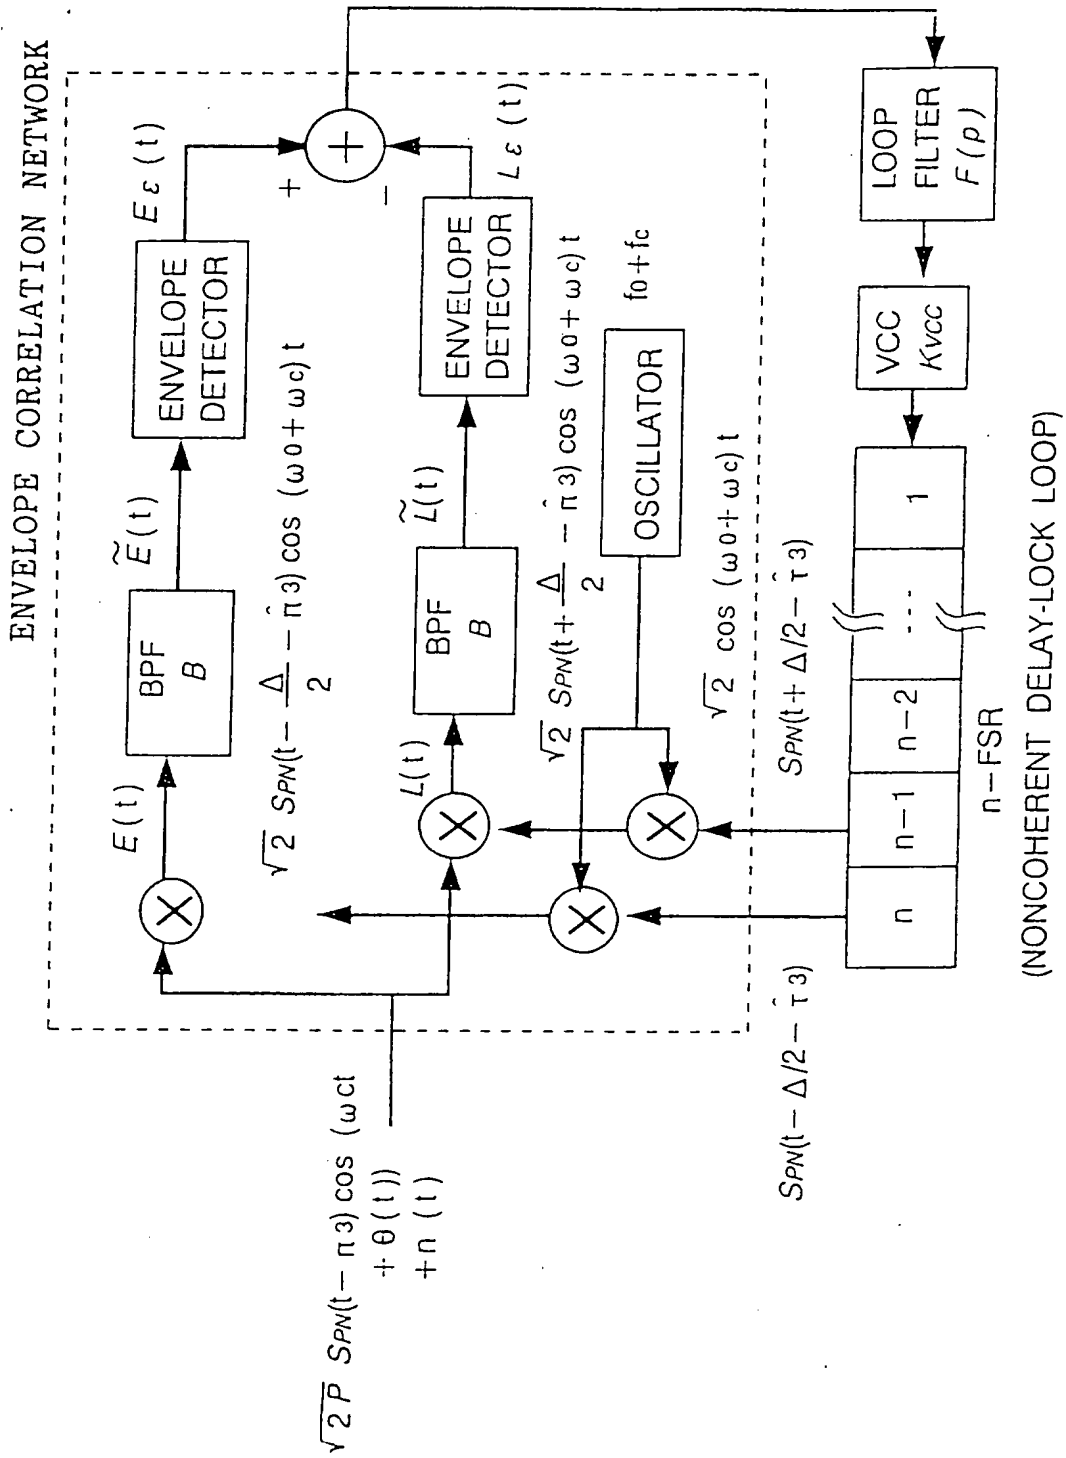 ENVELOPE CORRELATION NETWORK
E(t)
BPF
B
Ẽ(t)
ENVELOPE
DETECTOR
Eε(t)
+
+
−
√2 SPN(t− Δ/2 − n̂3) cos (ω0+ωc)t
L(t)
BPF
B
L̃(t)
ENVELOPE
DETECTOR
Lε(t)
√2 SPN(t+ Δ/2 − n̂3) cos (ω0+ωc)t
OSCILLATOR
f0+fc
√2 cos (ω0+ωc)t
√2P SPN(t− n3) cos (ωct
+θ(t))
+n (t)
SPN(t−Δ/2−τ̂3)
SPN(t+Δ/2−τ̂3)
n
n−1
n−2
....
1
VCC
Kvcc
LOOP
FILTER
F(p)
n−FSR
(NONCOHERENT DELAY-LOCK LOOP)